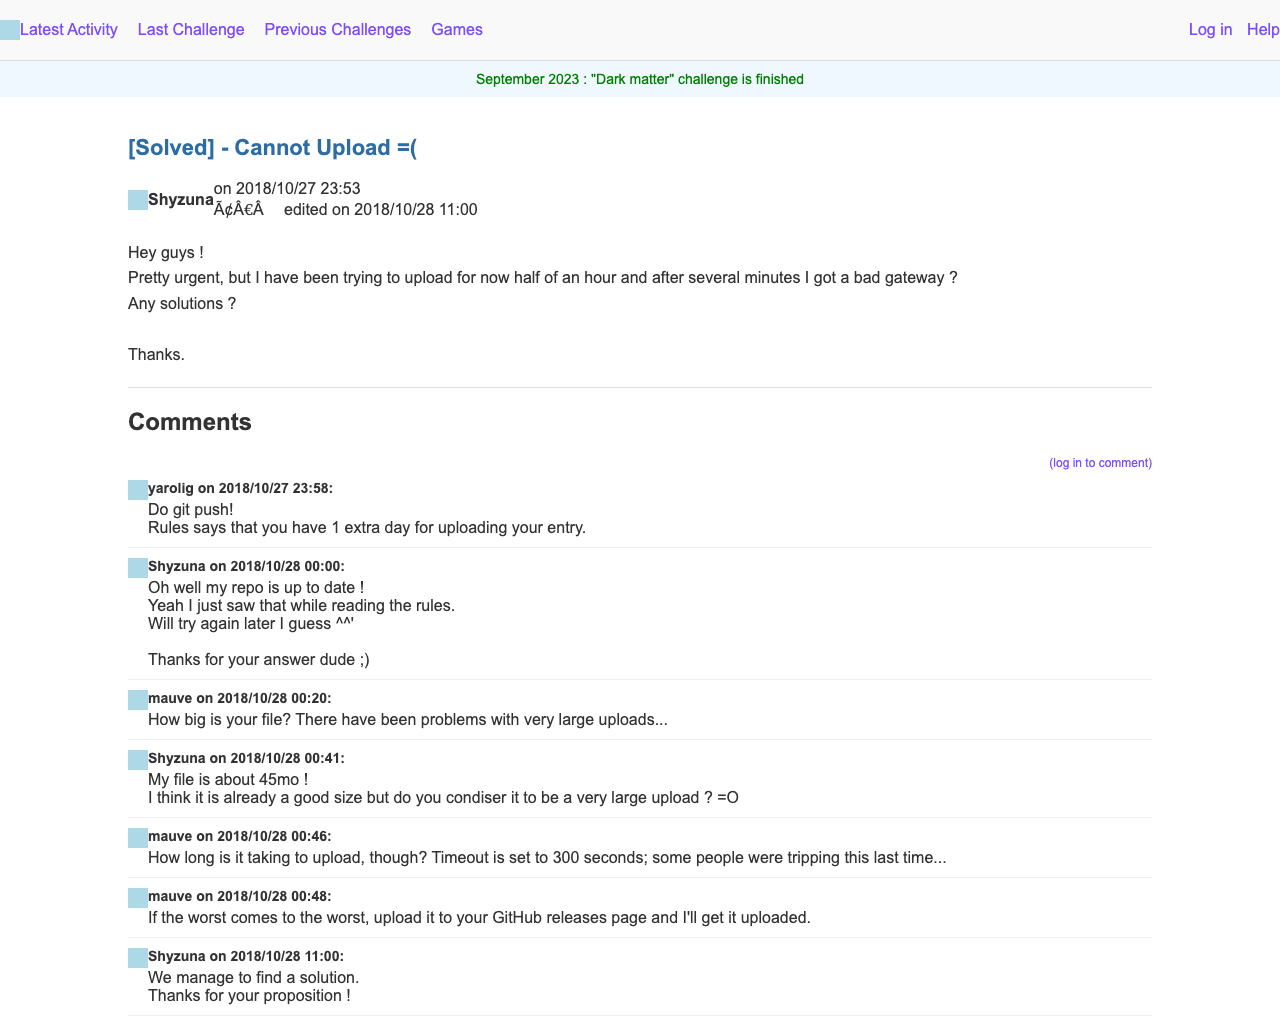 Latest Activity Last Challenge Previous Challenges Games Log in Help
September 2023 : "Dark matter" challenge is finished
[Solved] - Cannot Upload =(
Shyzuna on 2018/10/27 23:53
Ã¢Â€Â edited on 2018/10/28 11:00
Hey guys !
Pretty urgent, but I have been trying to upload for now half of an hour and after several minutes I got a bad gateway ?
Any solutions ?
Thanks.
Comments
(log in to comment)
yarolig on 2018/10/27 23:58:
Do git push!
Rules says that you have 1 extra day for uploading your entry.
Shyzuna on 2018/10/28 00:00:
Oh well my repo is up to date !
Yeah I just saw that while reading the rules.
Will try again later I guess ^^'
Thanks for your answer dude ;)
mauve on 2018/10/28 00:20:
How big is your file? There have been problems with very large uploads...
Shyzuna on 2018/10/28 00:41:
My file is about 45mo !
I think it is already a good size but do you condiser it to be a very large upload ? =O
mauve on 2018/10/28 00:46:
How long is it taking to upload, though? Timeout is set to 300 seconds; some people were tripping this last time...
mauve on 2018/10/28 00:48:
If the worst comes to the worst, upload it to your GitHub releases page and I'll get it uploaded.
Shyzuna on 2018/10/28 11:00:
We manage to find a solution.
Thanks for your proposition !